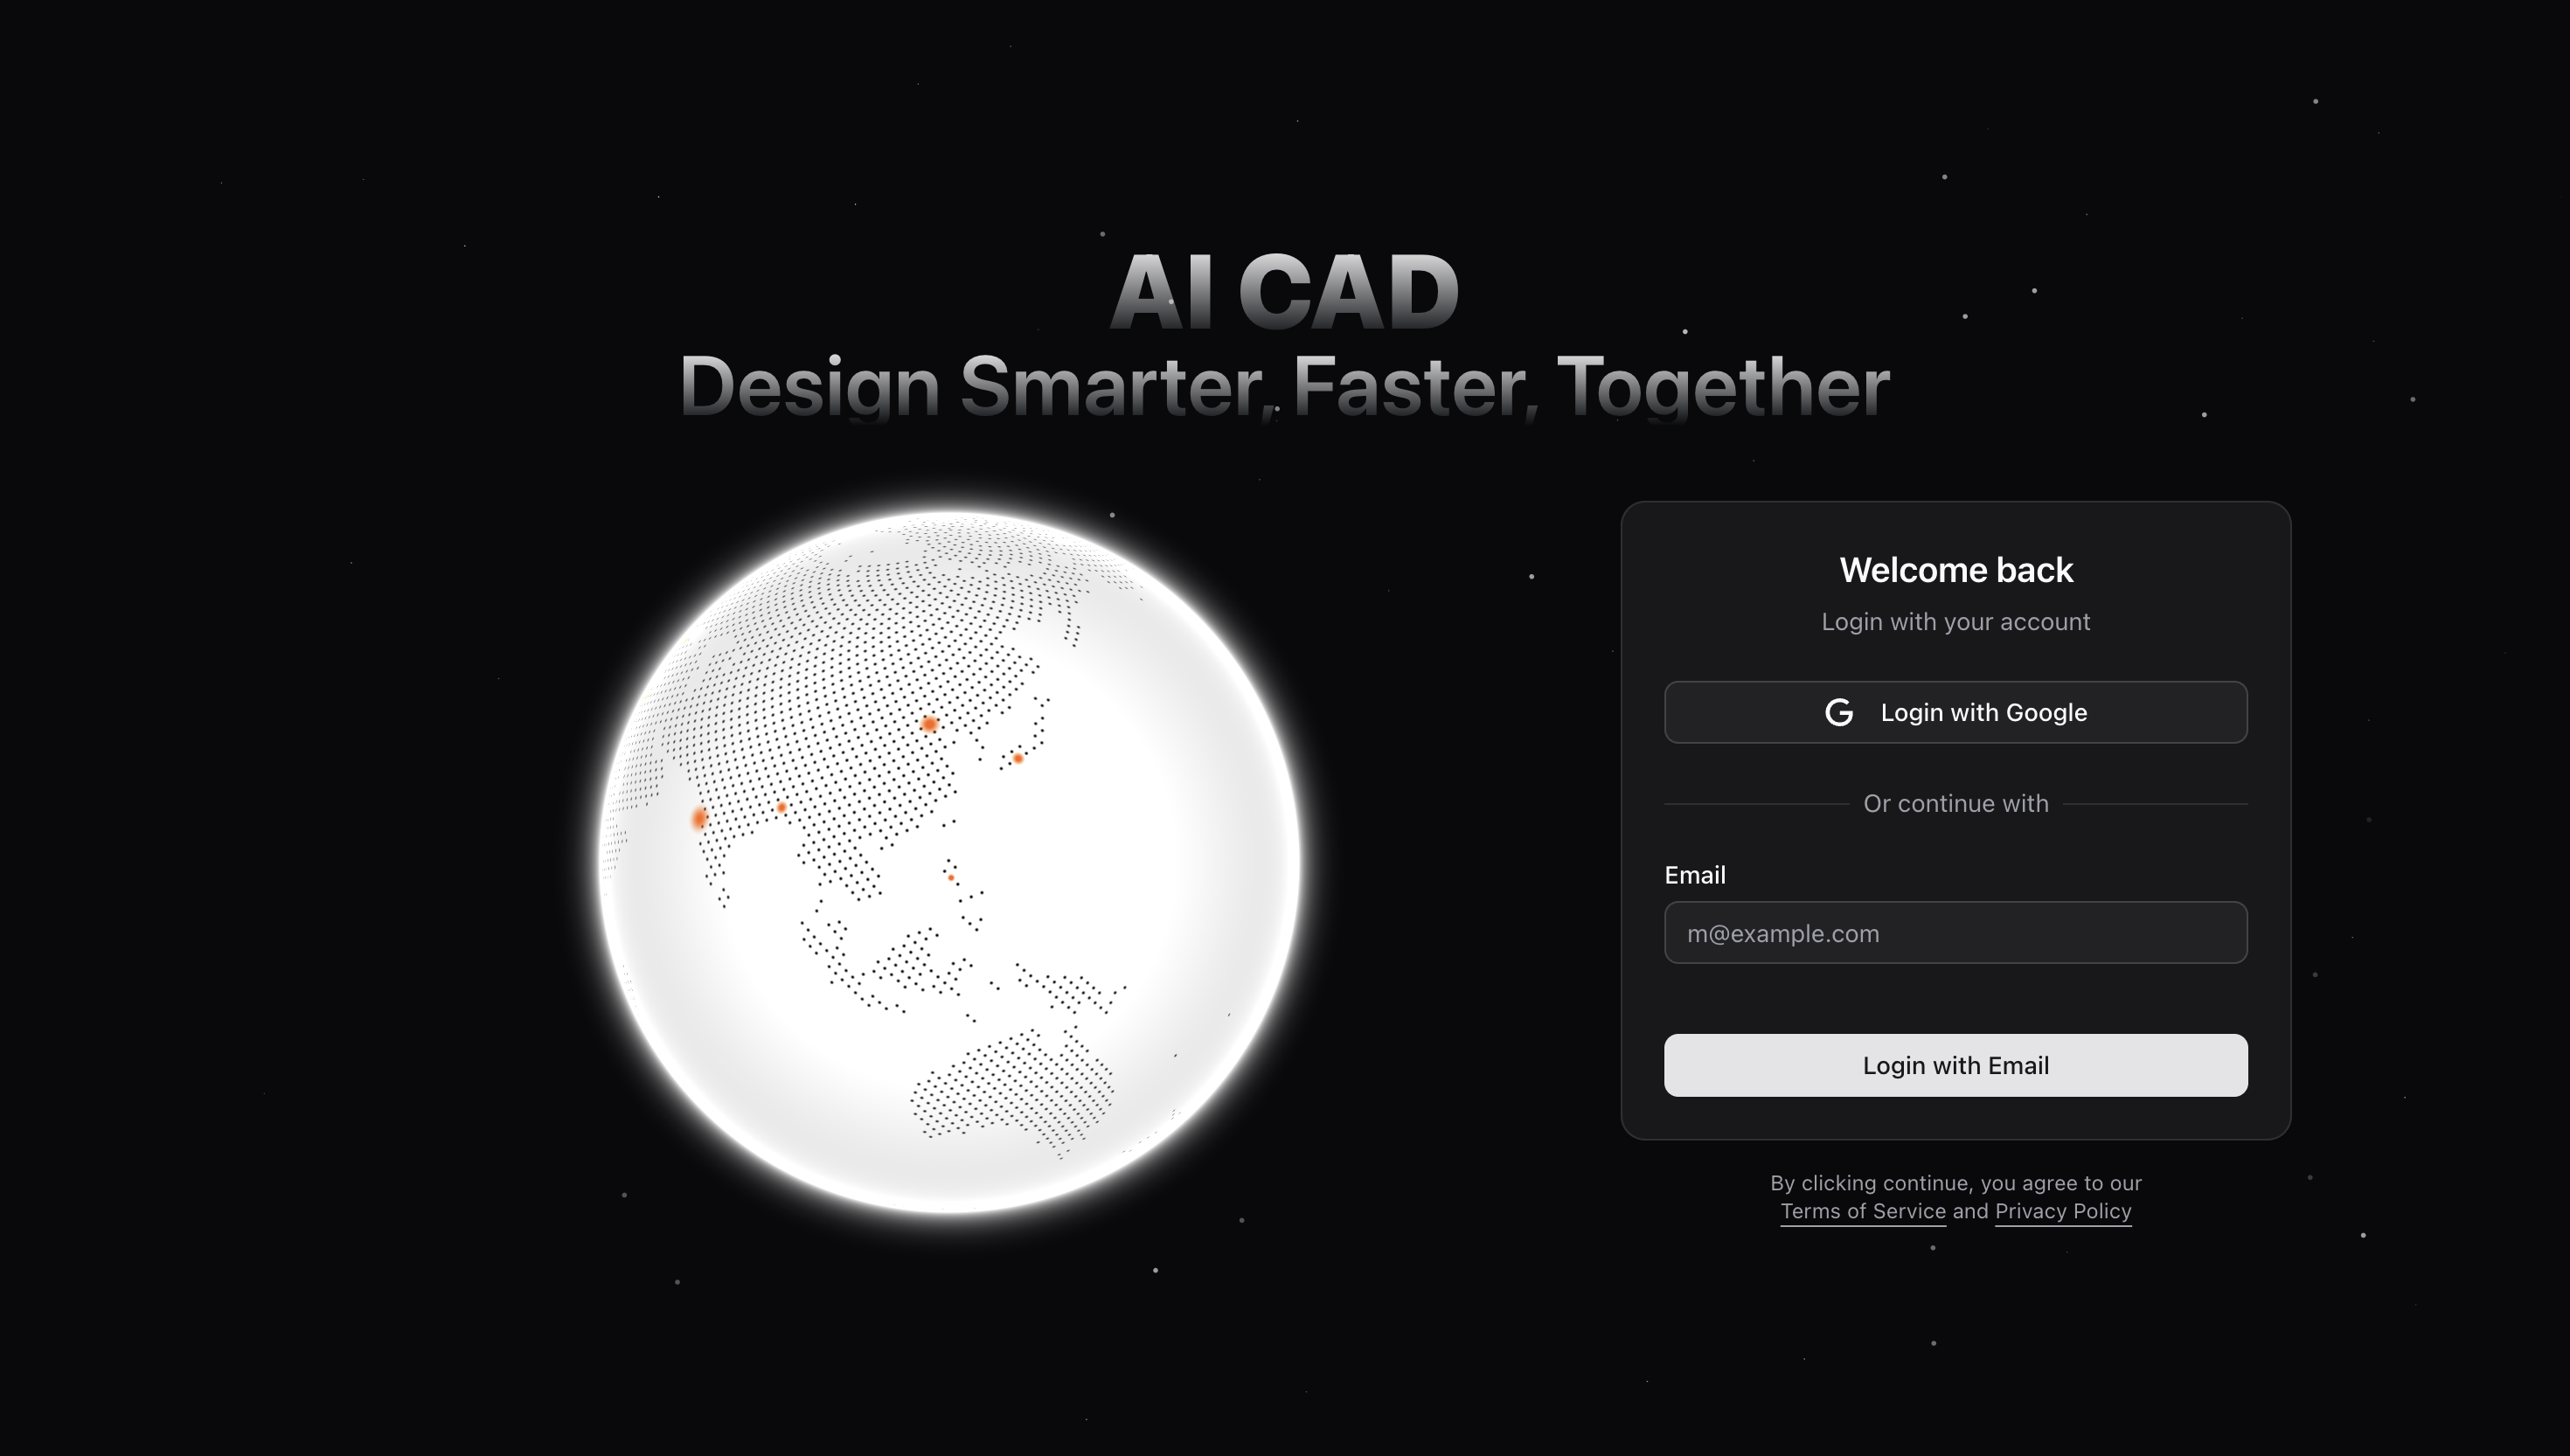 AI CAD
Design Smarter, Faster, Together
Welcome back
Login with your account
Login with Google
Or continue with
Email
m@example.com
Login with Email
By clicking continue, you agree to our
Terms of Service and Privacy Policy